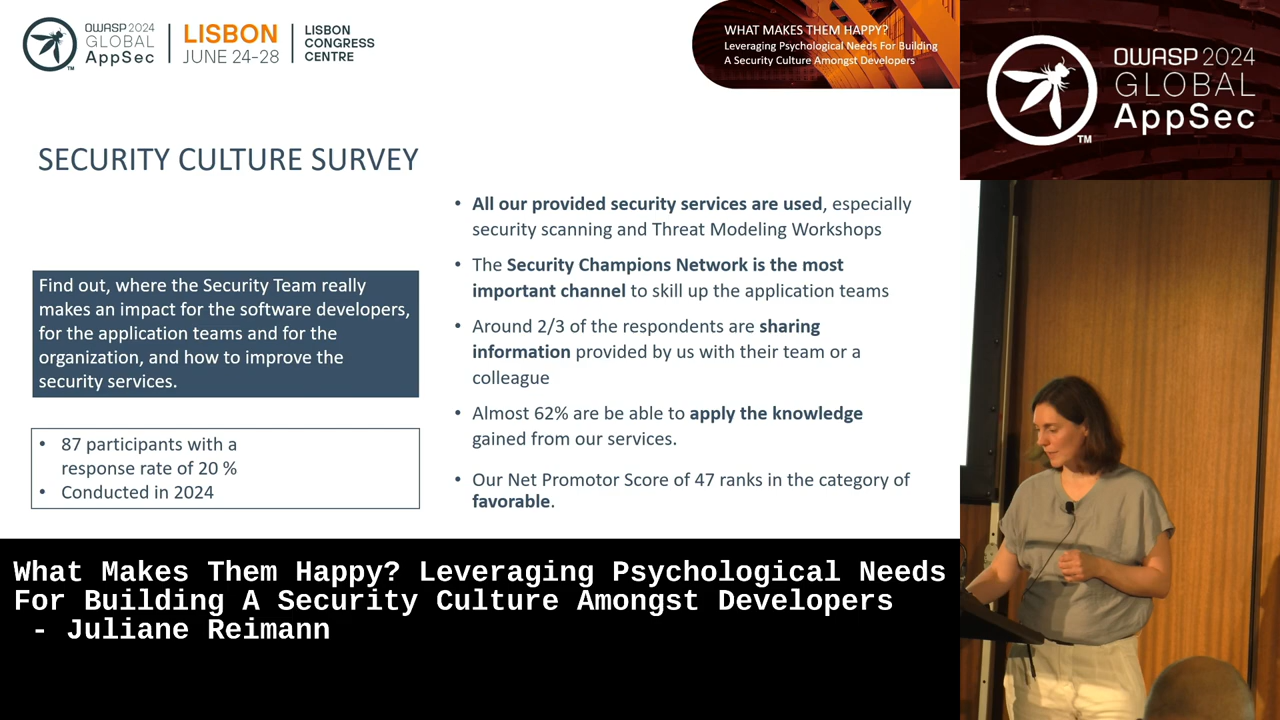 OWASP 2024
GLOBAL
AppSec
TM
LISBON
JUNE 24-28
LISBON
CONGRESS
CENTRE
WHAT MAKES THEM HAPPY?
Leveraging Psychological Needs For Building
A Security Culture Amongst Developers
OWASP 2024
GLOBAL
AppSec
TM
SECURITY CULTURE SURVEY
Find out, where the Security Team really
makes an impact for the software developers,
for the application teams and for the
organization, and how to improve the
security services.
• 87 participants with a
response rate of 20 %
• Conducted in 2024
• All our provided security services are used, especially
security scanning and Threat Modeling Workshops
• The Security Champions Network is the most
important channel to skill up the application teams
• Around 2/3 of the respondents are sharing
information provided by us with their team or a
colleague
• Almost 62% are be able to apply the knowledge
gained from our services.
• Our Net Promotor Score of 47 ranks in the category of
favorable.
What Makes Them Happy? Leveraging Psychological Needs
For Building A Security Culture Amongst Developers
- Juliane Reimann